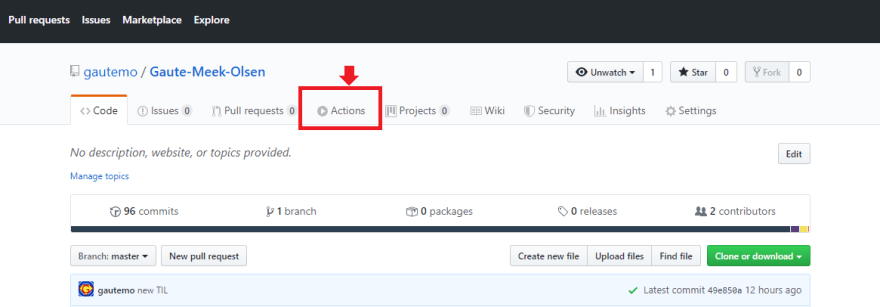 Pull requests Issues Marketplace Explore
gautemo / Gaute-Meek-Olsen
Unwatch 1 Star 0 Fork 0
Code Issues 0 Pull requests 0 Actions Projects 0 Wiki Security Insights Settings
No description, website, or topics provided. Edit
Manage topics
96 commits 1 branch 0 packages 0 releases 2 contributors
Branch: master New pull request Create new file Upload files Find file Clone or download
gautemo new TIL Latest commit 49e850a 12 hours ago